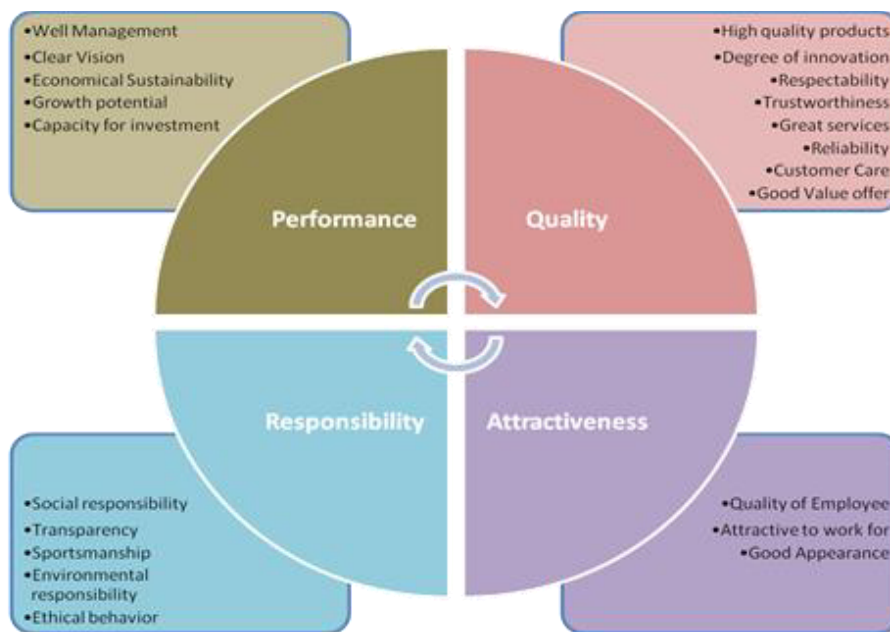 •Well Management
•Clear Vision
•Economical Sustainability
•Growth potential
•Capacity for investment
•High quality products
•Degree of innovation
•Respectability
•Trustworthiness
•Great services
•Reliability
•Customer Care
•Good Value offer
Performance
Quality
Responsibility
Attractiveness
•Social responsibility
•Transparency
•Sportsmanship
•Environmental
responsibility
•Ethical behavior
•Quality of Employee
•Attractive to work for
•Good Appearance